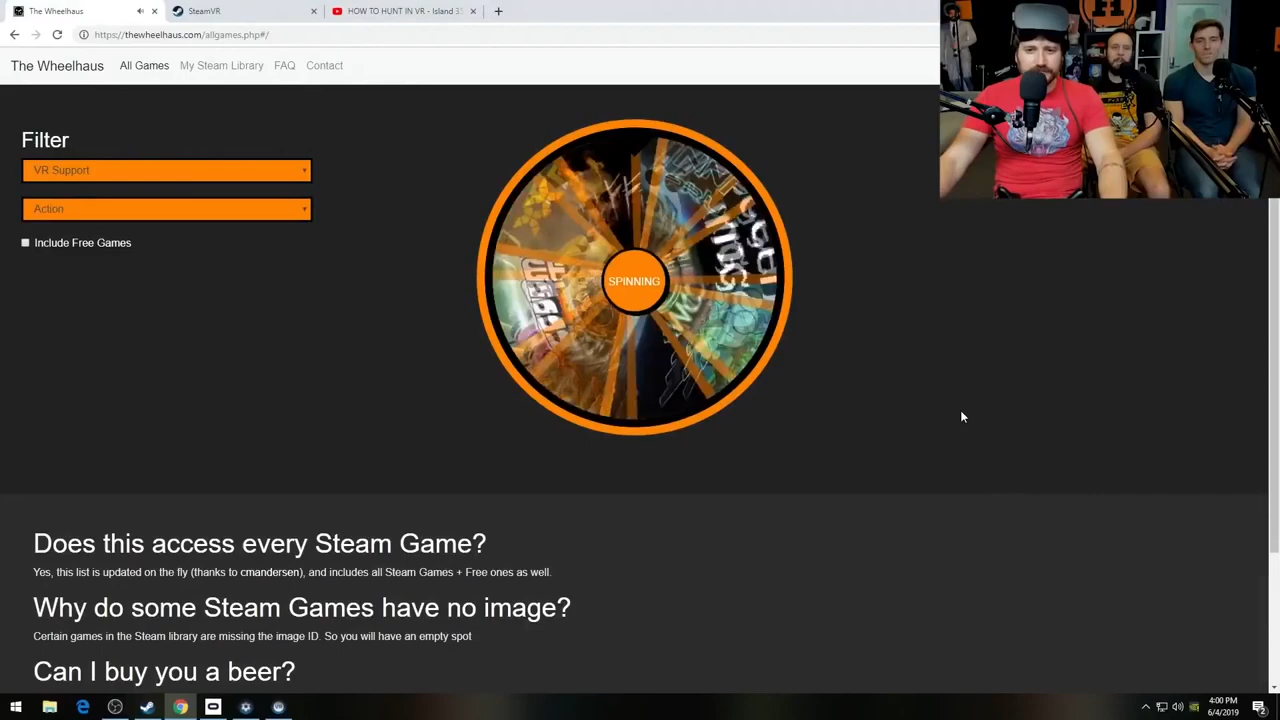 The Wheelhaus
SteamVR
HOW TO HUNT IN VR - Island 35
https://thewheelhaus.com/allgames.php#/
The Wheelhaus
All Games
My Steam Library
FAQ
Contact
Filter
VR Support
Action
Include Free Games
SPINNING
Does this access every Steam Game?
Yes, this list is updated on the fly (thanks to cmandersen), and includes all Steam Games + Free ones as well.
Why do some Steam Games have no image?
Certain games in the Steam library are missing the image ID. So you will have an empty spot
Can I buy you a beer?
4:00 PM
6/4/2019